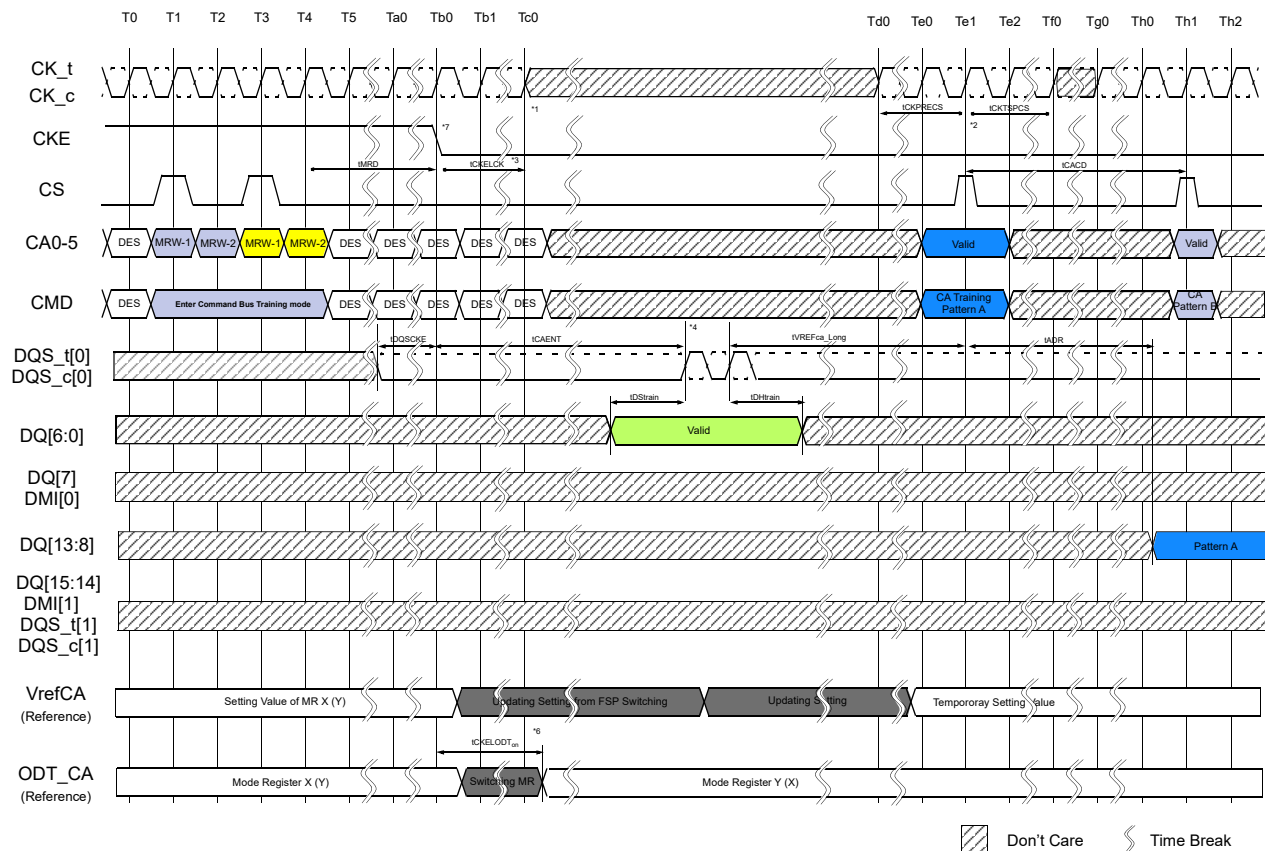 T0 T1 T2 T3 T4 T5 Ta0 Tb0 Tb1 Tc0 Td0 Te0 Te1 Te2 Tf0 Tg0 Th0 Th1 Th2
CK_t
CK_c
*1
tCKPRECS
tCKTSPCS
*2
CKE
*7
tMRD
tCKELCK
*3
tCACD
CS
CA0-5
DES MRW-1 MRW-2 MRW-1 MRW-2 DES DES DES DES DES Valid Valid
CMD
DES Enter Command Bus Training mode DES DES DES DES DES
CA Training
Pattern A
CA
Pattern B
*4
tDQSCKE
tCAENT
tVREFca_Long
tADR
DQS_t[0]
DQS_c[0]
tDStrain
tDHtrain
DQ[6:0]
Valid
DQ[7]
DMI[0]
DQ[13:8]
Pattern A
DQ[15:14]
DMI[1]
DQS_t[1]
DQS_c[1]
VrefCA
(Reference)
Setting Value of MR X (Y)
Updating Setting from FSP Switching
Updating Setting
Tempororay Setting Value
*6
tCKELODTon
ODT_CA
(Reference)
Mode Register X (Y)
Switching MR
Mode Register Y (X)
Don't Care
Time Break